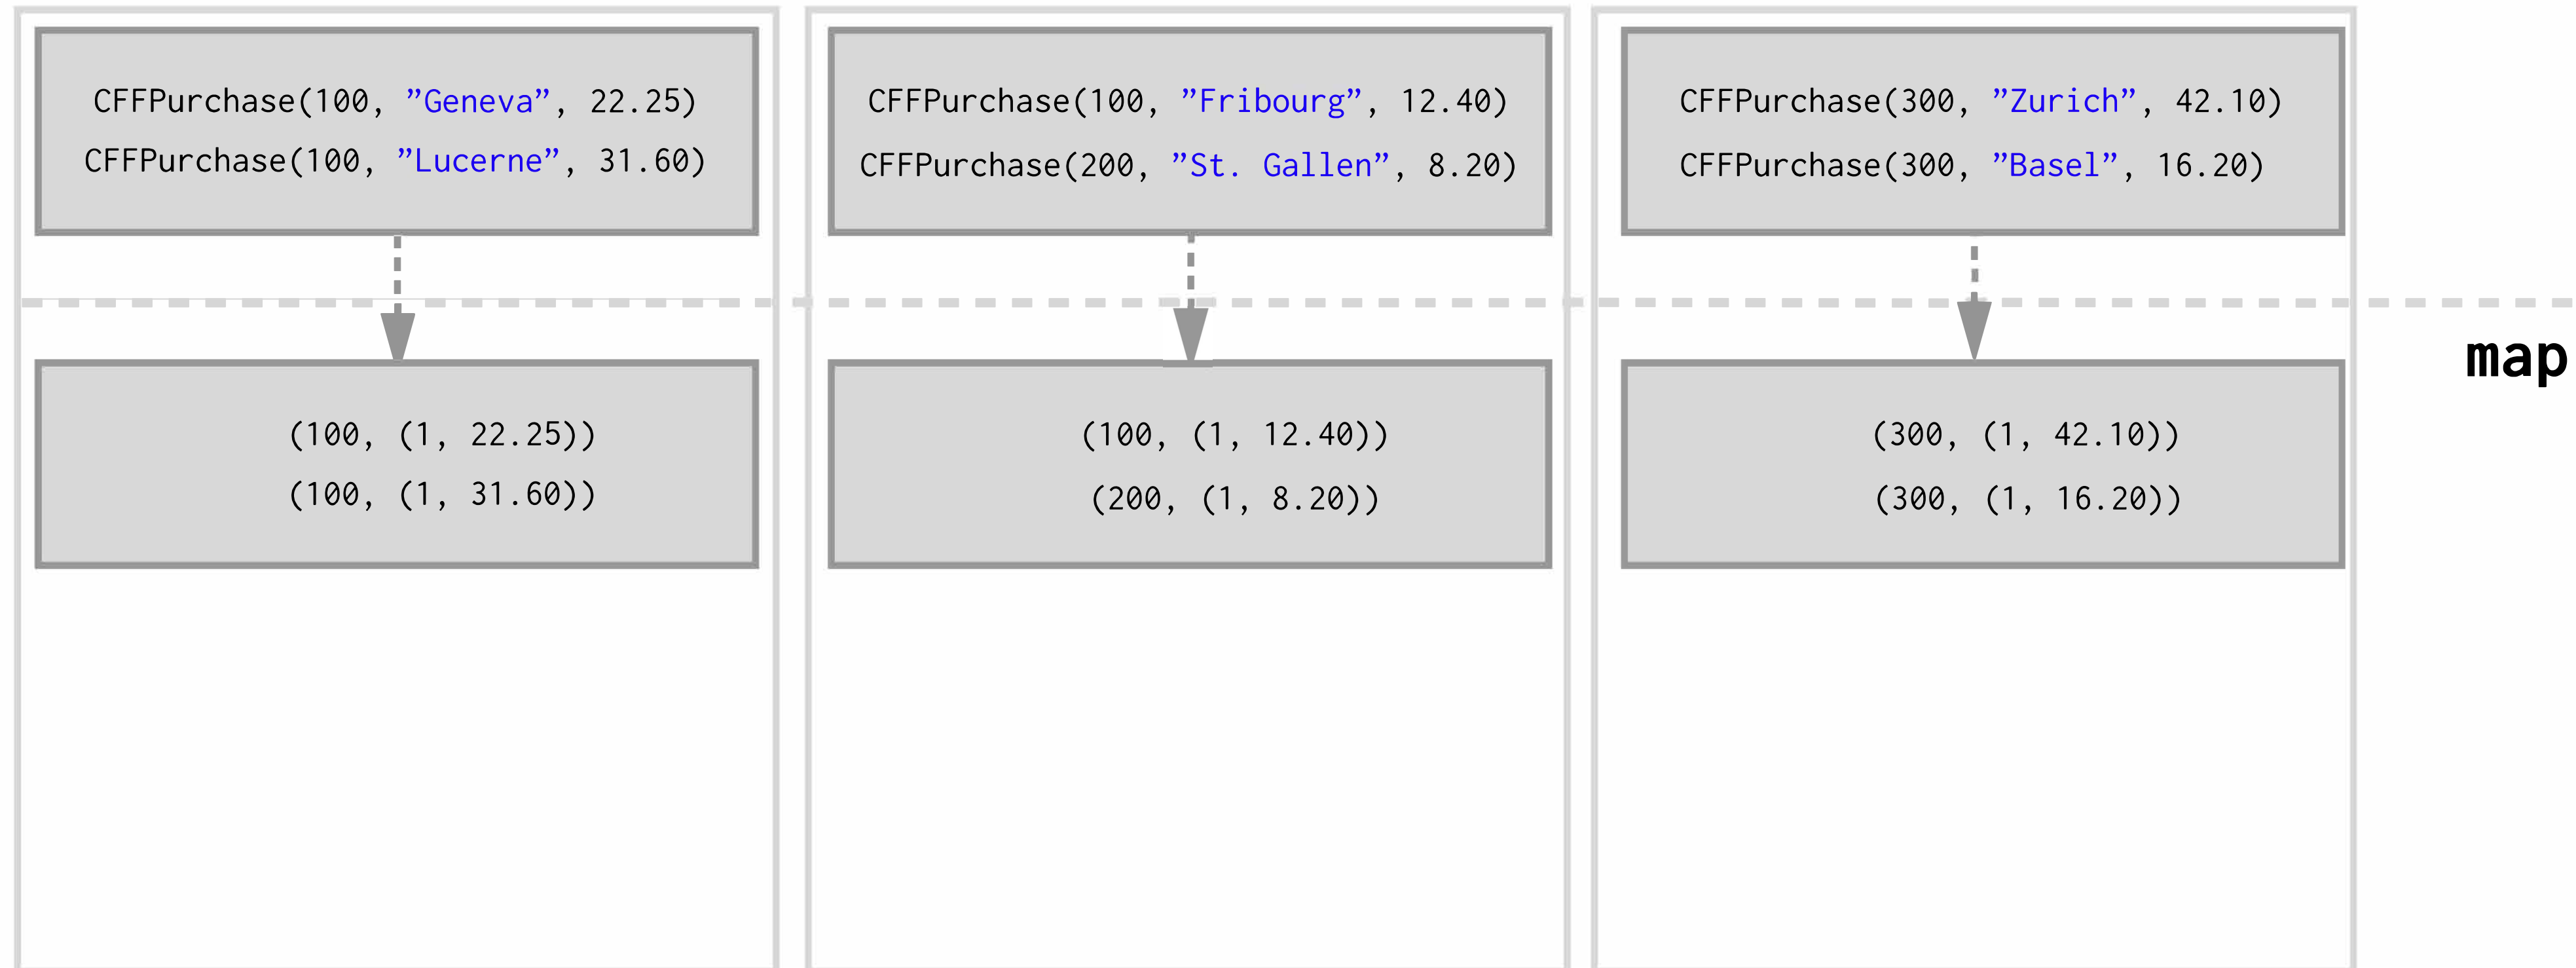 CFFPurchase(100, ”Geneva”, 22.25)
CFFPurchase(100, ”Lucerne”, 31.60)
CFFPurchase(100, ”Fribourg”, 12.40)
CFFPurchase(200, ”St. Gallen”, 8.20)
CFFPurchase(300, ”Zurich”, 42.10)
CFFPurchase(300, ”Basel”, 16.20)
map
(100, (1, 22.25))
(100, (1, 31.60))
(100, (1, 12.40))
(200, (1, 8.20))
(300, (1, 42.10))
(300, (1, 16.20))